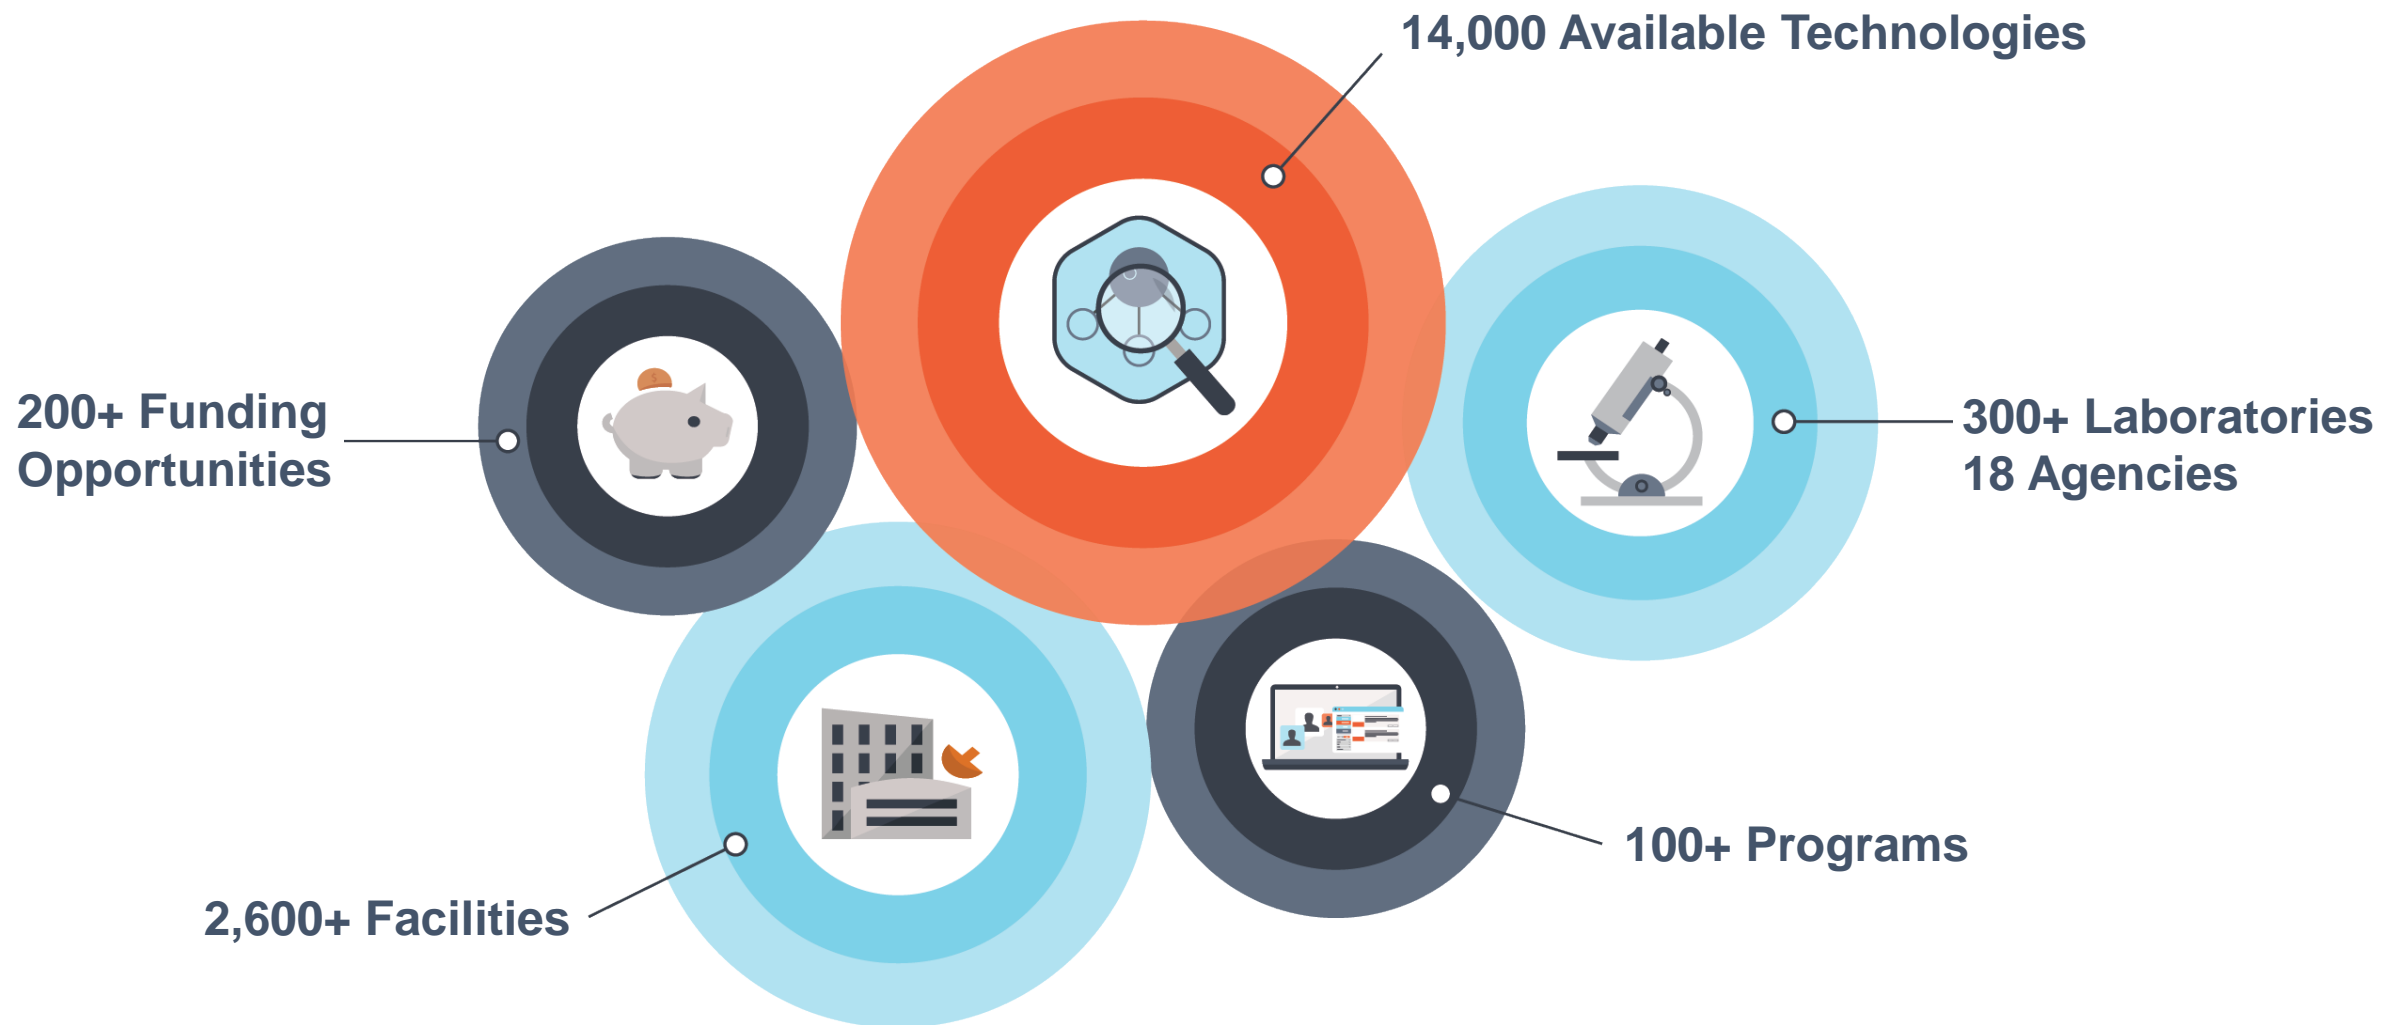 14,000 Available Technologies
200+ Funding
Opportunities
300+ Laboratories
18 Agencies
100+ Programs
2,600+ Facilities